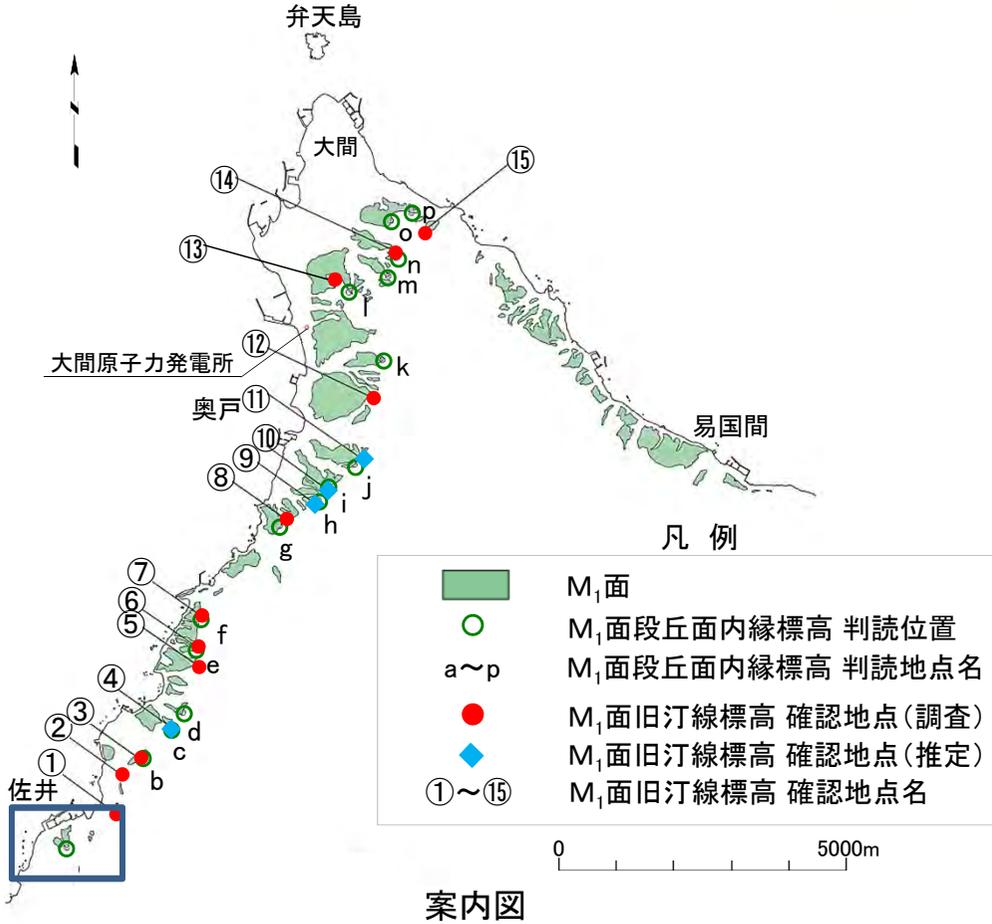 弁天島
大間
⑮
⑭
p
o
⑬
n
m
l
⑫
大間原子力発電所
k
奥戸
⑪
易国間
⑩
⑨
j
⑧
i
h
g
凡 例
⑦
M₁面
⑥
⑤
f
M₁面段丘面内縁標高 判読位置
e
a～p M₁面段丘面内縁標高 判読地点名
④
d
M₁面旧汀線標高 確認地点(調査)
③
②
c
M₁面旧汀線標高 確認地点(推定)
①
b
佐井
①～⑮ M₁面旧汀線標高 確認地点名
0 5000m
案内図